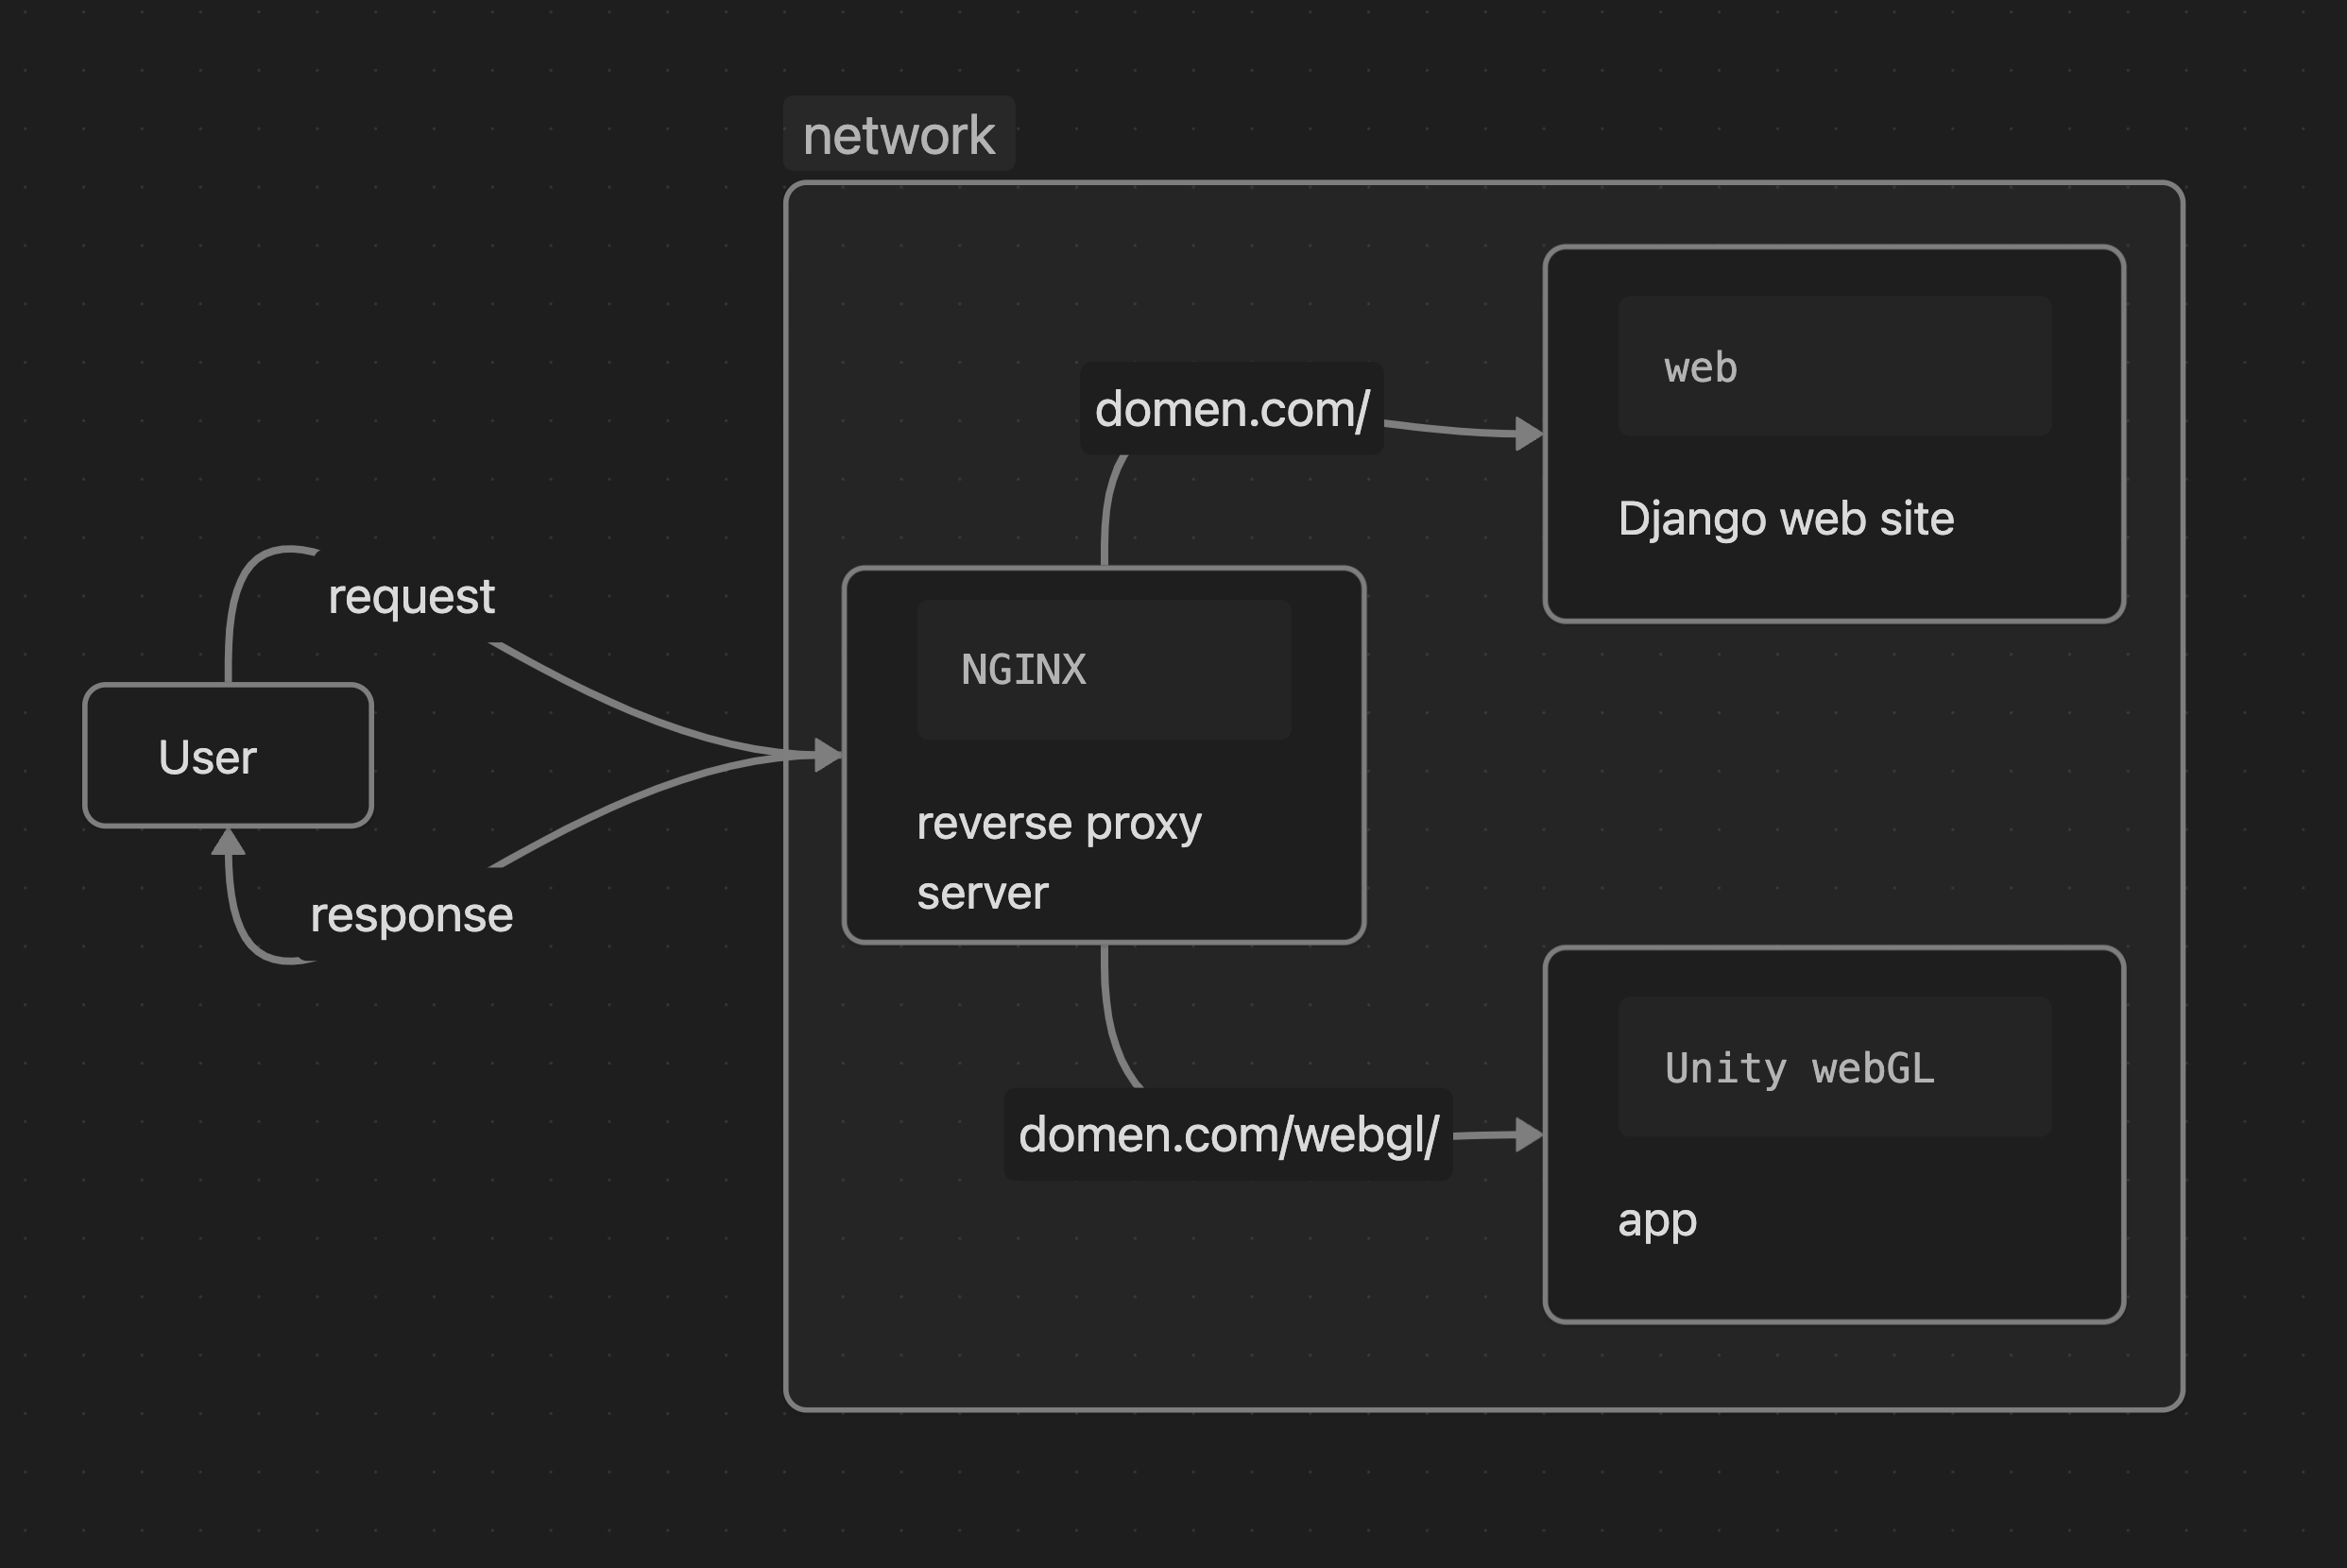 network
domen.com/
web
Django web site
request
NGINX
User
reverse proxy
server
response
Unity webGL
domen.com/webgl/
app